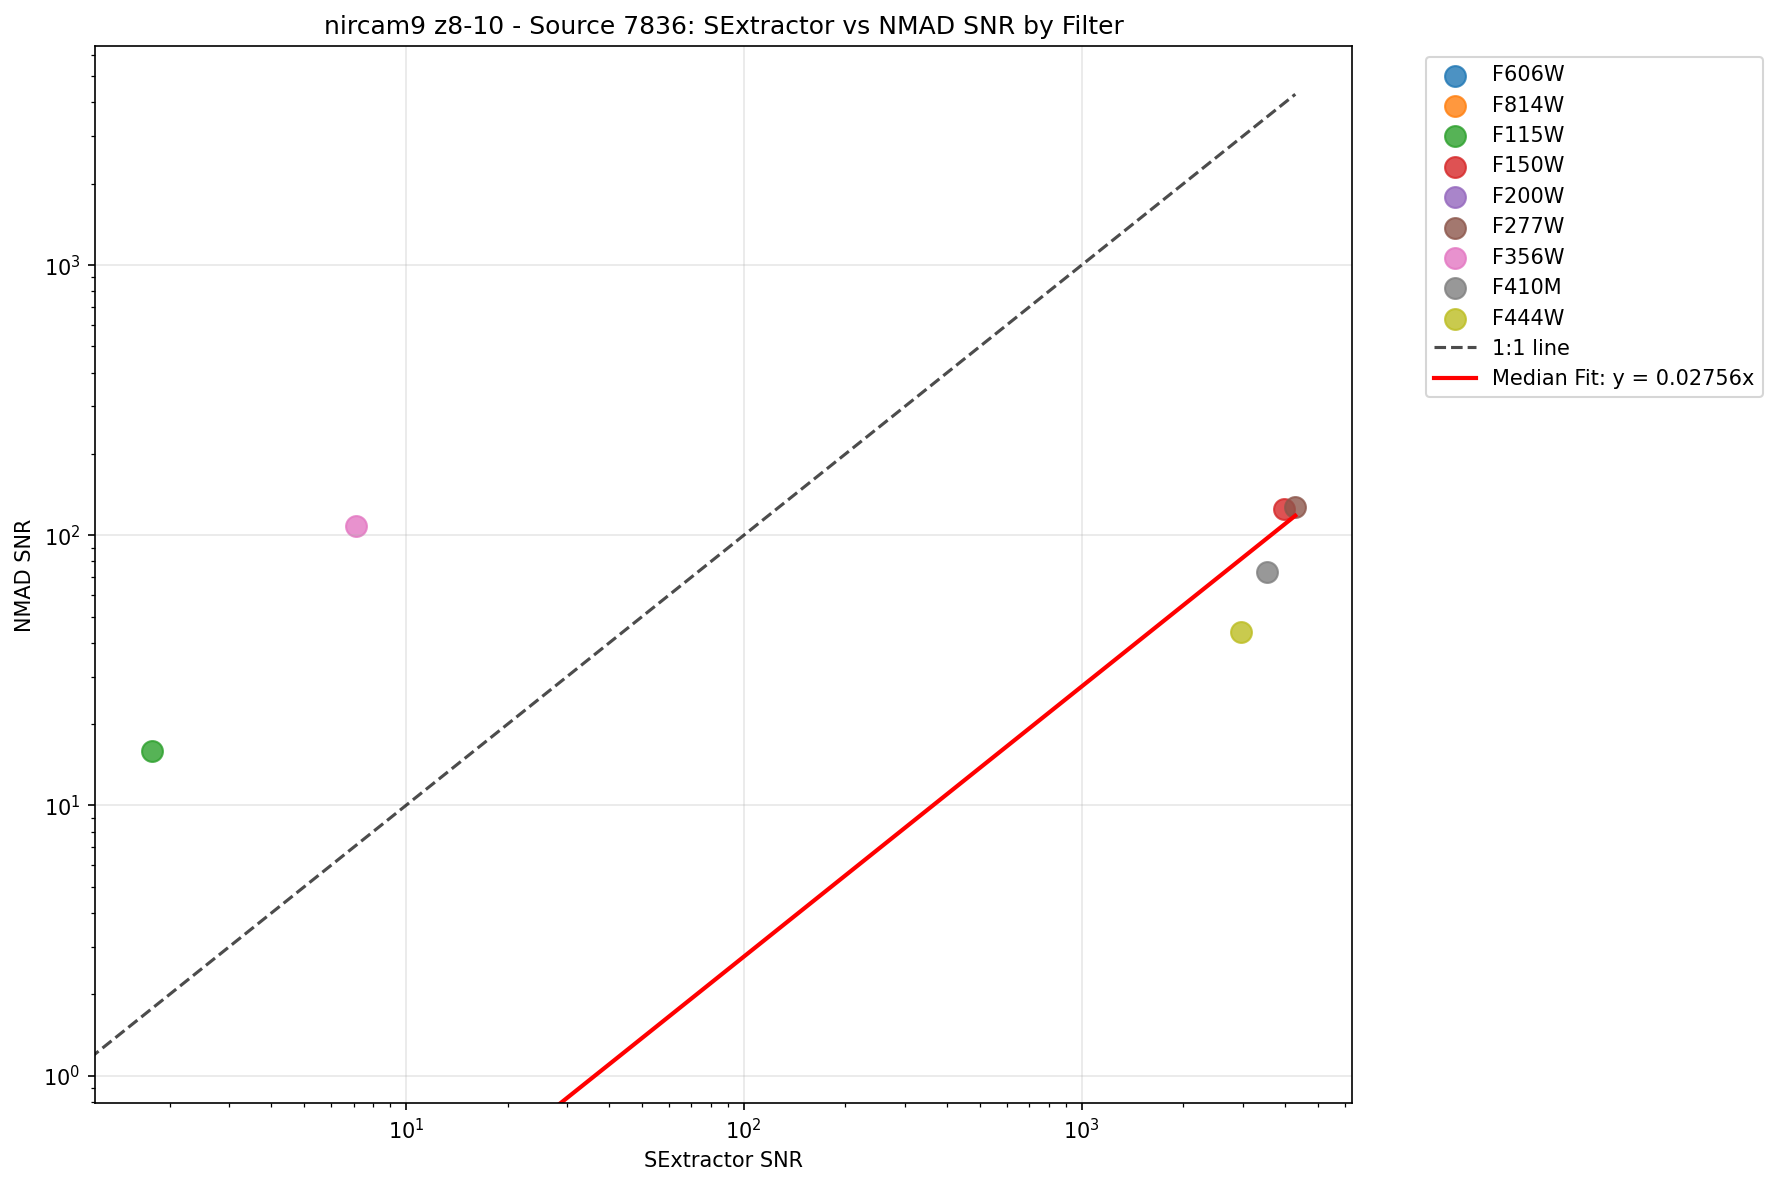 nircam9 z8-10 - Source 7836: SExtractor vs NMAD SNR by Filter
F606W
F814W
F115W
F150W
F200W
F277W
F356W
F410M
F444W
1:1 line
Median Fit: y = 0.02756x
NMAD SNR
10³
10²
10¹
10⁰
10¹
10²
10³
SExtractor SNR